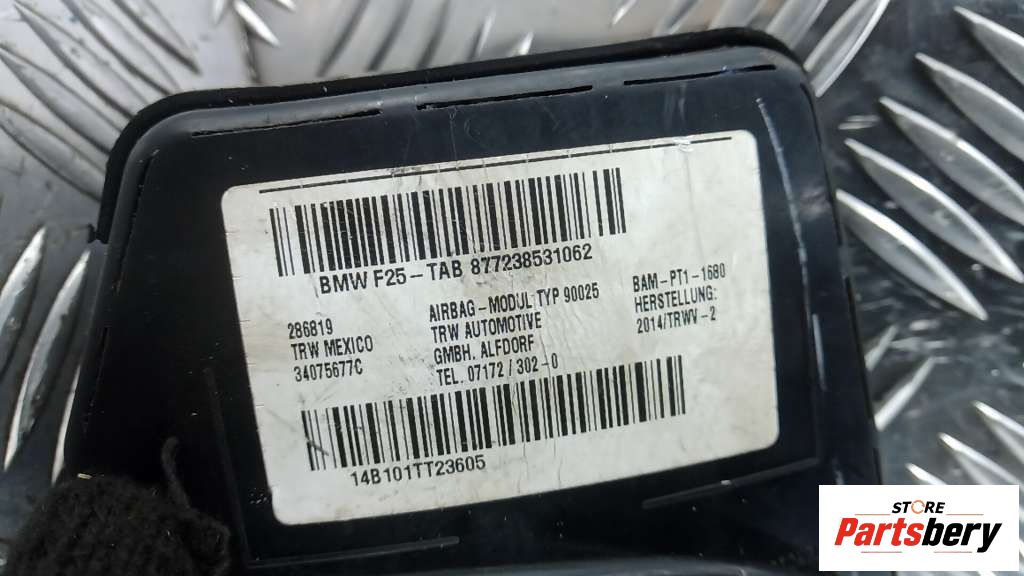 BMW F25-TAB 877238531062
286819
TRW MEXICO
34075677C
AIRBAG-MODUL: TYP 90025
TRW AUTOMOTIVE
GMBH. ALFDORF
TEL. 07172/302-0
BAM-PT1-1680
HERSTELLUNG:
2014/TRWV-2
14B101TT23605
STORE
Partsbery